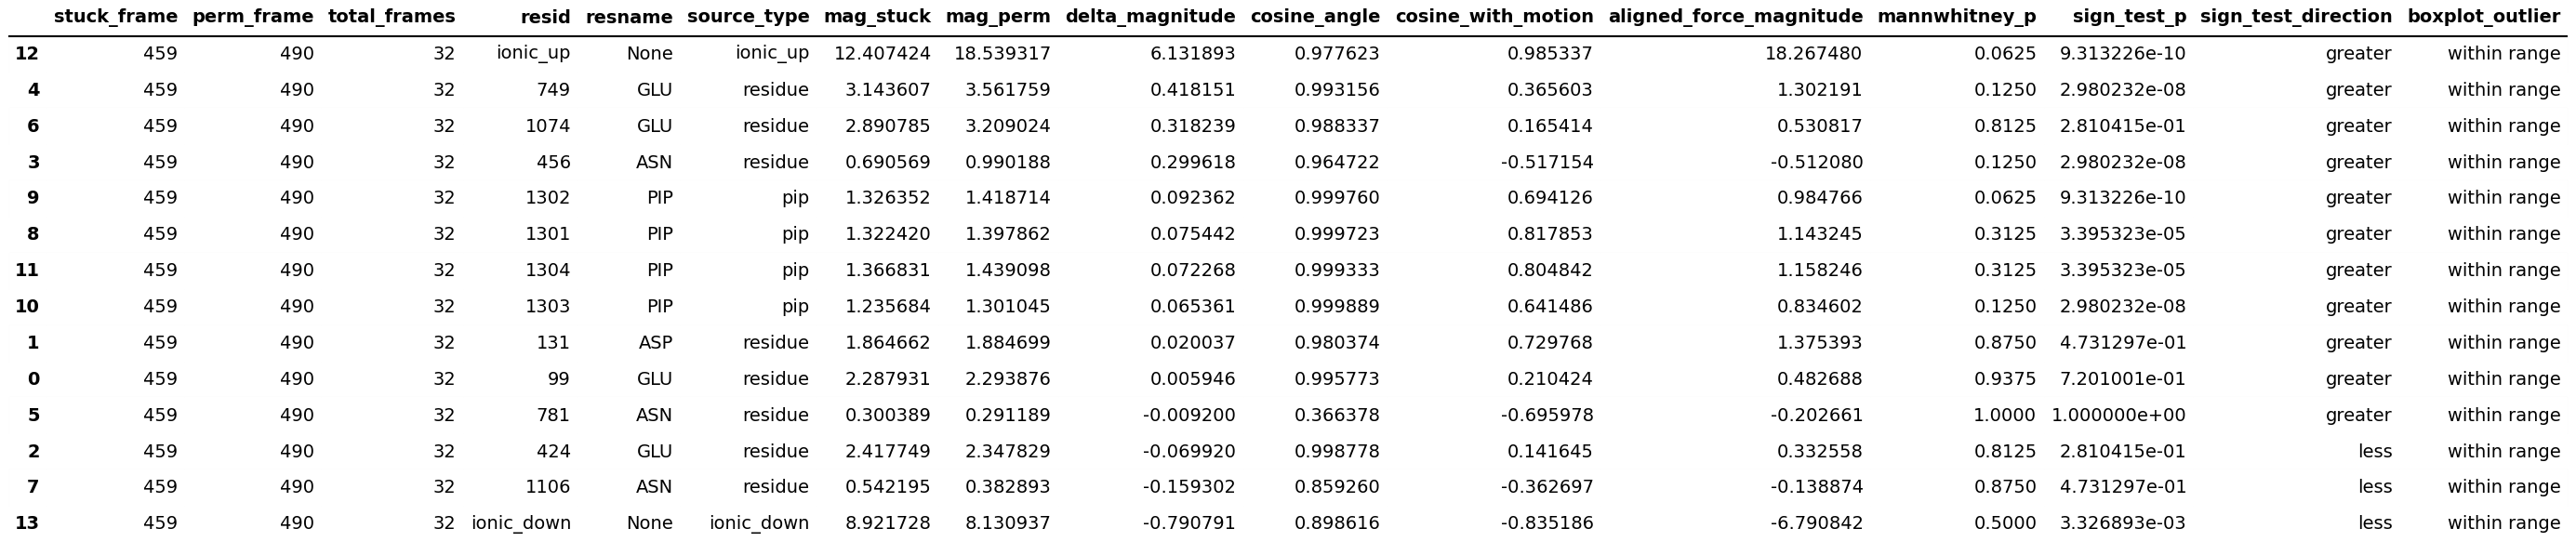 stuck_frame perm_frame total_frames resid resname source_type mag_stuck mag_perm delta_magnitude cosine_angle cosine_with_motion aligned_force_magnitude mannwhitney_p sign_test_p sign_test_direction boxplot_outlier
12 459 490 32 ionic_up None ionic_up 12.407424 18.539317 6.131893 0.977623 0.985337 18.267480 0.0625 9.313226e-10 greater within range
4 459 490 32 749 GLU residue 3.143607 3.561759 0.418151 0.993156 0.365603 1.302191 0.1250 2.980232e-08 greater within range
6 459 490 32 1074 GLU residue 2.890785 3.209024 0.318239 0.988337 0.165414 0.530817 0.8125 2.810415e-01 greater within range
3 459 490 32 456 ASN residue 0.690569 0.990188 0.299618 0.964722 -0.517154 -0.512080 0.1250 2.980232e-08 greater within range
9 459 490 32 1302 PIP pip 1.326352 1.418714 0.092362 0.999760 0.694126 0.984766 0.0625 9.313226e-10 greater within range
8 459 490 32 1301 PIP pip 1.322420 1.397862 0.075442 0.999723 0.817853 1.143245 0.3125 3.395323e-05 greater within range
11 459 490 32 1304 PIP pip 1.366831 1.439098 0.072268 0.999333 0.804842 1.158246 0.3125 3.395323e-05 greater within range
10 459 490 32 1303 PIP pip 1.235684 1.301045 0.065361 0.999889 0.641486 0.834602 0.1250 2.980232e-08 greater within range
1 459 490 32 131 ASP residue 1.864662 1.884699 0.020037 0.980374 0.729768 1.375393 0.8750 4.731297e-01 greater within range
0 459 490 32 99 GLU residue 2.287931 2.293876 0.005946 0.995773 0.210424 0.482688 0.9375 7.201001e-01 greater within range
5 459 490 32 781 ASN residue 0.300389 0.291189 -0.009200 0.366378 -0.695978 -0.202661 1.0000 1.000000e+00 greater within range
2 459 490 32 424 GLU residue 2.417749 2.347829 -0.069920 0.998778 0.141645 0.332558 0.8125 2.810415e-01 less within range
7 459 490 32 1106 ASN residue 0.542195 0.382893 -0.159302 0.859260 -0.362697 -0.138874 0.8750 4.731297e-01 less within range
13 459 490 32 ionic_down None ionic_down 8.921728 8.130937 -0.790791 0.898616 -0.835186 -6.790842 0.5000 3.326893e-03 less within range